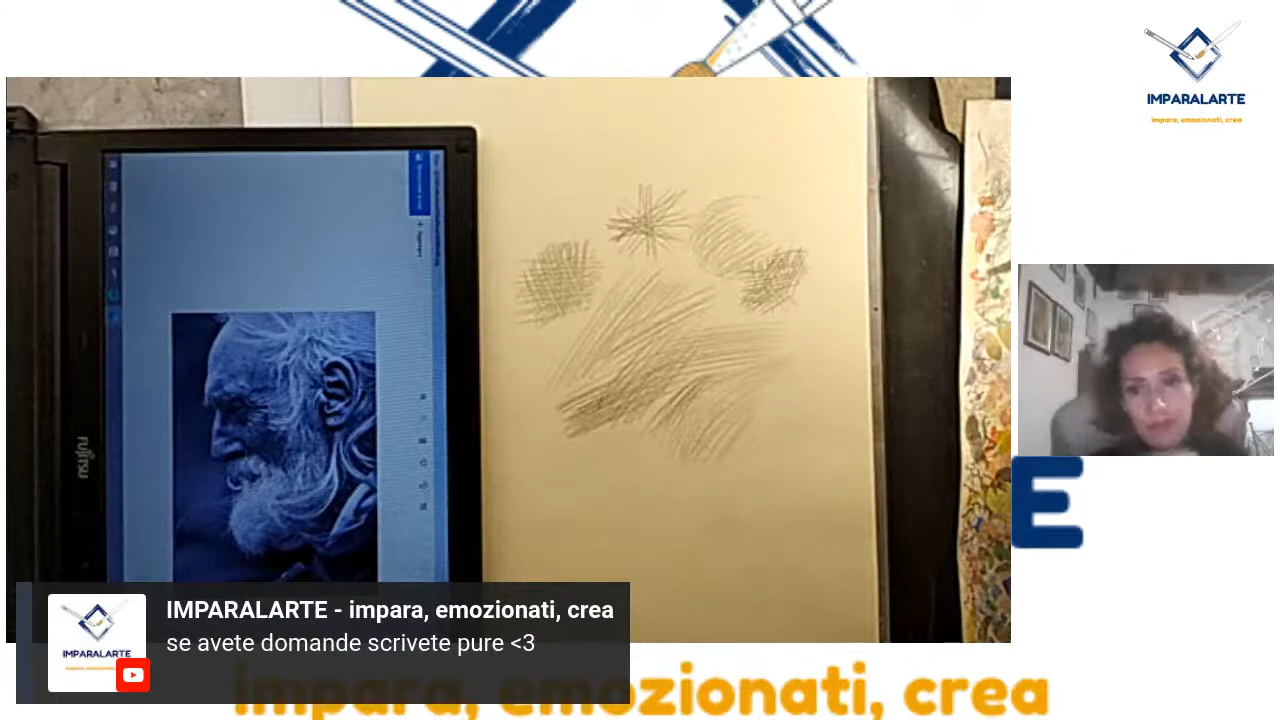 IMPARALARTE
impara, emozionati, crea
FUJITSU
E
IMPARALARTE - impara, emozionati, crea
se avete domande scrivete pure <3
IMPARALARTE
impara, emozionati, crea